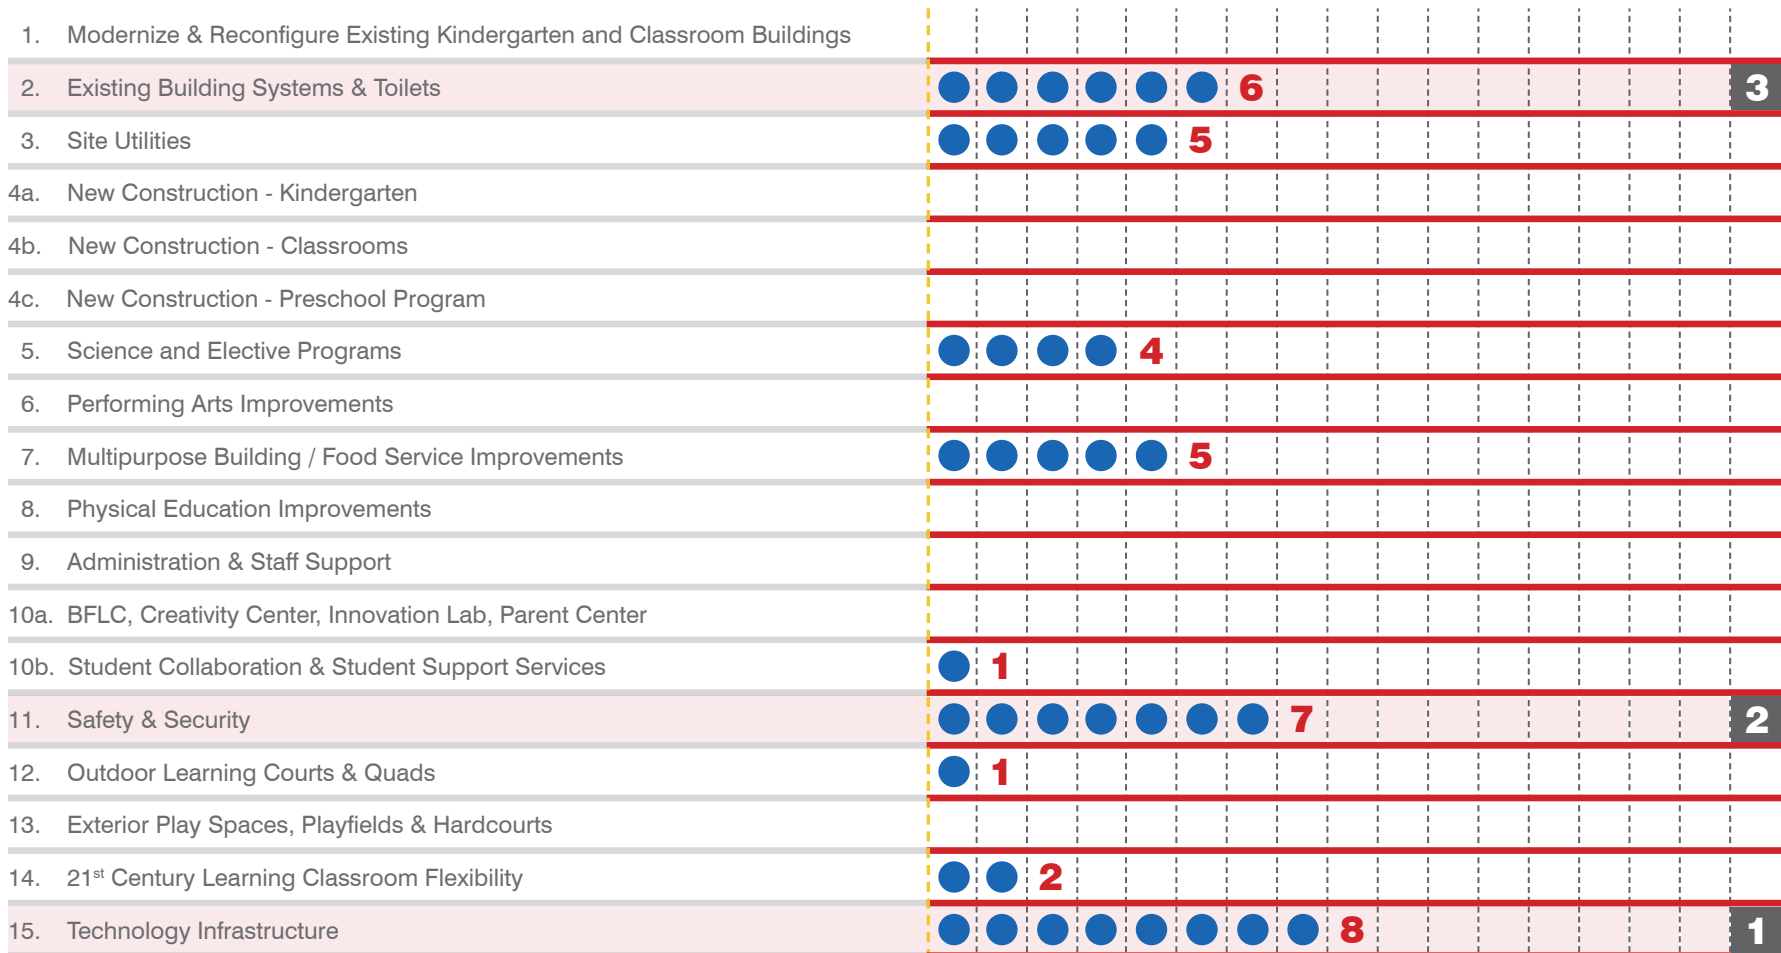 1. Modernize & Reconfigure Existing Kindergarten and Classroom Buildings
2. Existing Building Systems & Toilets 6 3
3. Site Utilities 5
4a. New Construction - Kindergarten
4b. New Construction - Classrooms
4c. New Construction - Preschool Program
5. Science and Elective Programs 4
6. Performing Arts Improvements
7. Multipurpose Building / Food Service Improvements 5
8. Physical Education Improvements
9. Administration & Staff Support
10a. BFLC, Creativity Center, Innovation Lab, Parent Center
10b. Student Collaboration & Student Support Services 1
11. Safety & Security 7 2
12. Outdoor Learning Courts & Quads 1
13. Exterior Play Spaces, Playfields & Hardcourts
14. 21st Century Learning Classroom Flexibility 2
15. Technology Infrastructure 8 1